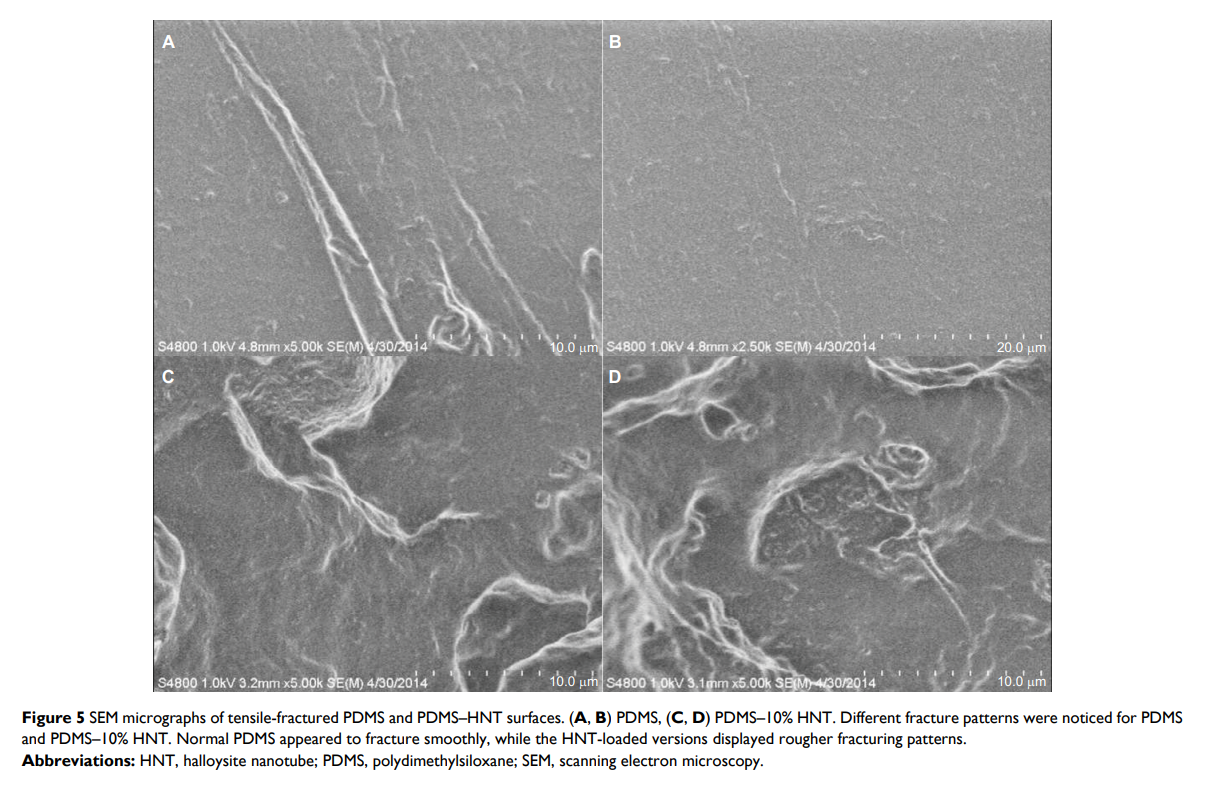 A
B
S4800 1.0kV 4.8mm x5.00k SE(M) 4/30/2014
10.0 μm
S4800 1.0kV 4.8mm x2.50k SE(M) 4/30/2014
20.0 μm
C
D
S4800 1.0kV 3.2mm x5.00k SE(M) 4/30/2014
10.0 μm
S4800 1.0kV 3.1mm x5.00k SE(M) 4/30/2014
10.0 μm
Figure 5 SEM micrographs of tensile-fractured PDMS and PDMS–HNT surfaces. (A, B) PDMS, (C, D) PDMS–10% HNT. Different fracture patterns were noticed for PDMS
and PDMS–10% HNT. Normal PDMS appeared to fracture smoothly, while the HNT-loaded versions displayed rougher fracturing patterns.
Abbreviations: HNT, halloysite nanotube; PDMS, polydimethylsiloxane; SEM, scanning electron microscopy.